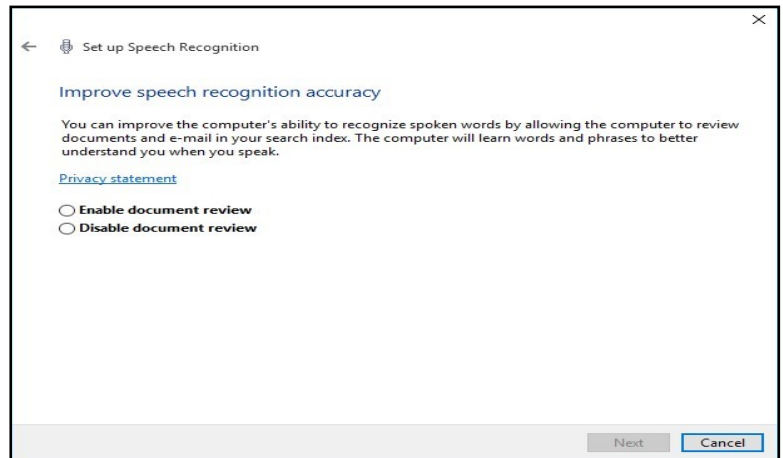 Set up Speech Recognition
Improve speech recognition accuracy
You can improve the computer's ability to recognize spoken words by allowing the computer to review
documents and e-mail in your search index. The computer will learn words and phrases to better
understand you when you speak.
Privacy statement
Enable document review
Disable document review
Next Cancel